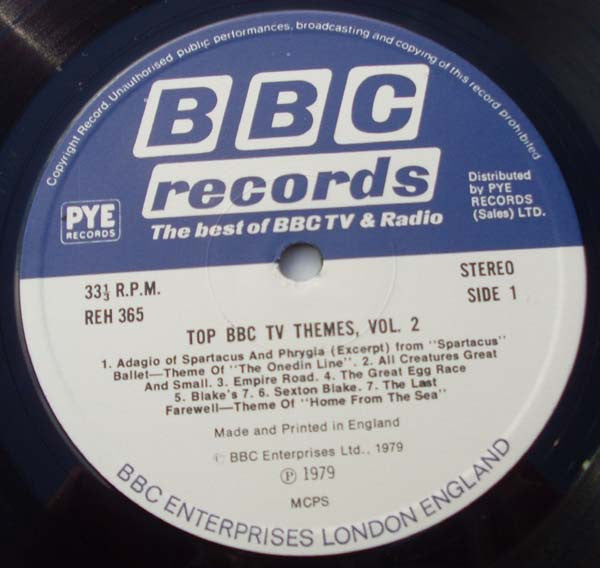 Copyright Record. Unauthorised public performances, broadcasting and copying of this record prohibited
BBC
records
The best of BBC TV & Radio
PYE
RECORDS
Distributed
by PYE
RECORDS
(Sales) LTD.
33⅓ R.P.M.
REH 365
STEREO
SIDE 1
TOP BBC TV THEMES, VOL. 2
1. Adagio of Spartacus And Phrygia (Excerpt) from "Spartacus"
Ballet—Theme Of "The Onedin Line". 2. All Creatures Great
And Small. 3. Empire Road. 4. The Great Egg Race
5. Blake's 7. 6. Sexton Blake. 7. The Last
Farewell—Theme Of "Home From The Sea"
Made and Printed in England
© BBC Enterprises Ltd., 1979
℗ 1979
MCPS
BBC ENTERPRISES LONDON ENGLAND